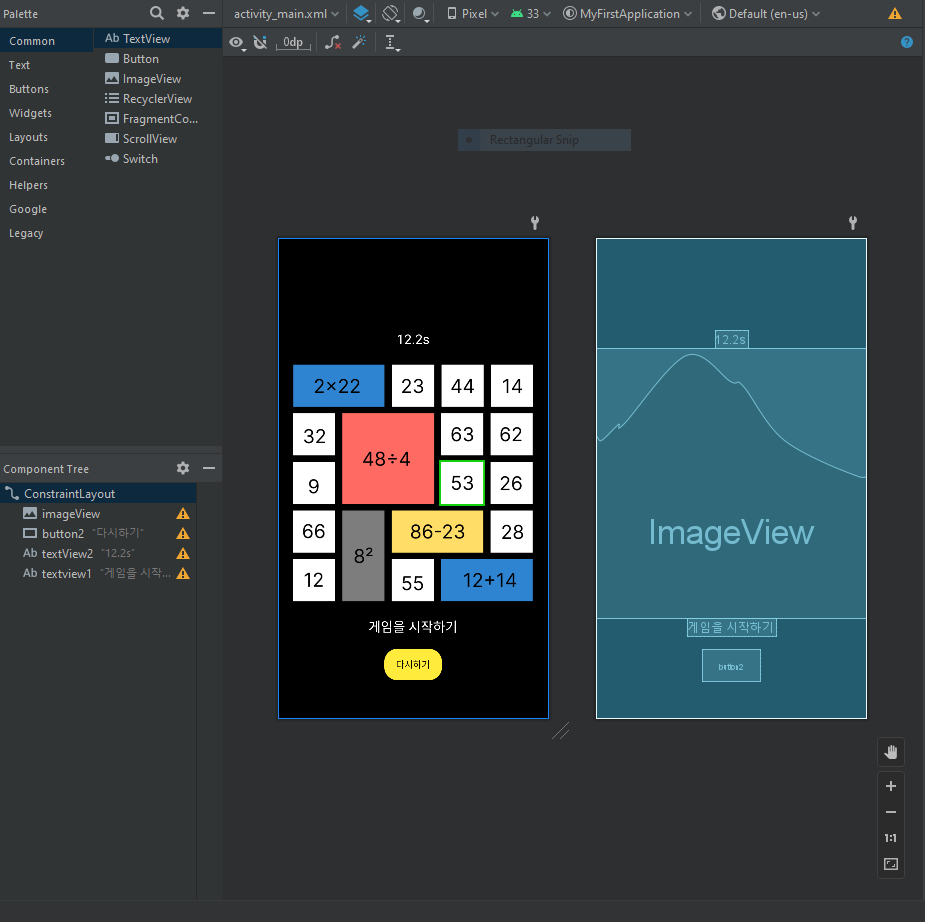 Palette
activity_main.xml
Pixel
33
MyFirstApplication
Default (en-us)
Common
Text
Buttons
Widgets
Layouts
Containers
Helpers
Google
Legacy
Ab TextView
Button
ImageView
RecyclerView
FragmentCo...
ScrollView
Switch
0dp
?
Rectangular Snip
12.2s
2×22
23
44
14
32
48÷4
63
62
9
53
26
66
8²
86-23
28
12
55
12+14
게임을 시작하기
다시하기
12.2s
ImageView
게임을 시작하기
button2
Component Tree
ConstraintLayout
imageView
button2 "다시하기"
Ab textView2 "12.2s"
Ab textview1 "게임을 시작...
1:1